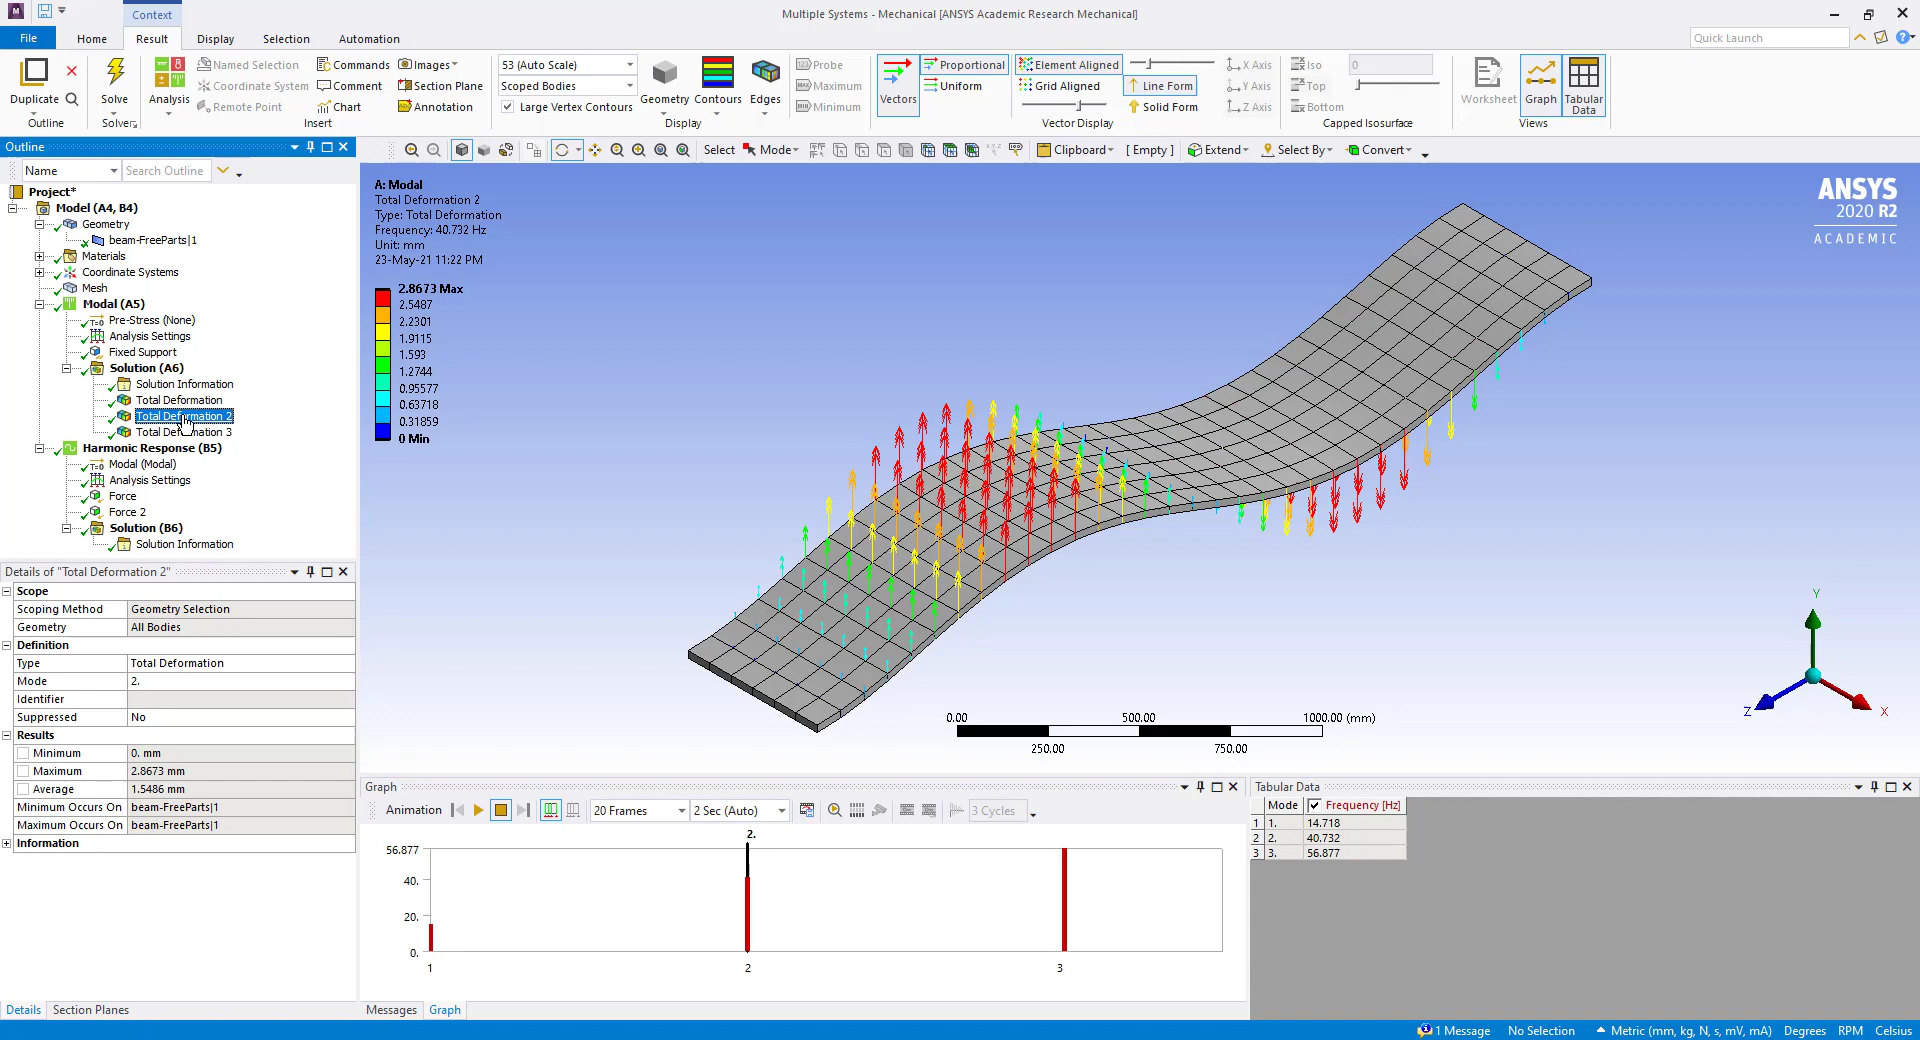 Context
Multiple Systems - Mechanical [ANSYS Academic Research Mechanical]
File
Home
Result
Display
Selection
Automation
Quick Launch
Duplicate
Outline
Solve
Solver
Analysis
Named Selection
Coordinate System
Remote Point
Commands
Comment
Chart
Images
Section Plane
Annotation
Insert
53 (Auto Scale)
Scoped Bodies
Large Vertex Contours
Geometry
Contours
Edges
Display
Probe
Maximum
Minimum
Vectors
Proportional
Uniform
Element Aligned
Grid Aligned
Line Form
Solid Form
X Axis
Y Axis
Z Axis
Vector Display
Iso
Top
Bottom
0
Capped Isosurface
Worksheet
Graph
Tabular
Data
Views
Outline
Name
Search Outline
Select
Mode
Clipboard
[ Empty ]
Extend
Select By
Convert
Project*
Model (A4, B4)
Geometry
beam-FreeParts|1
Materials
Coordinate Systems
Mesh
Modal (A5)
Pre-Stress (None)
Analysis Settings
Fixed Support
Solution (A6)
Solution Information
Total Deformation
Total Deformation 2
Total Deformation 3
Harmonic Response (B5)
Modal (Modal)
Analysis Settings
Force
Force 2
Solution (B6)
Solution Information
A: Modal
Total Deformation 2
Type: Total Deformation
Frequency: 40.732 Hz
Unit: mm
23-May-21 11:22 PM
2.8673 Max
2.5487
2.2301
1.9115
1.593
1.2744
0.95577
0.63718
0.31859
0 Min
ANSYS
2020 R2
ACADEMIC
0.00 500.00 1000.00 (mm)
250.00 750.00
Y
Z
X
Details of "Total Deformation 2"
Scope
Scoping Method Geometry Selection
Geometry All Bodies
Definition
Type Total Deformation
Mode 2.
Identifier
Suppressed No
Results
Minimum 0. mm
Maximum 2.8673 mm
Average 1.5486 mm
Minimum Occurs On beam-FreeParts|1
Maximum Occurs On beam-FreeParts|1
Information
Details
Section Planes
Graph
Animation
20 Frames
2 Sec (Auto)
3 Cycles
2.
56.877
40.
20.
0.
1 2 3
Messages
Graph
Tabular Data
Mode Frequency [Hz]
1 1. 14.718
2 2. 40.732
3 3. 56.877
1 Message
No Selection
Metric (mm, kg, N, s, mV, mA)
Degrees
RPM
Celsius